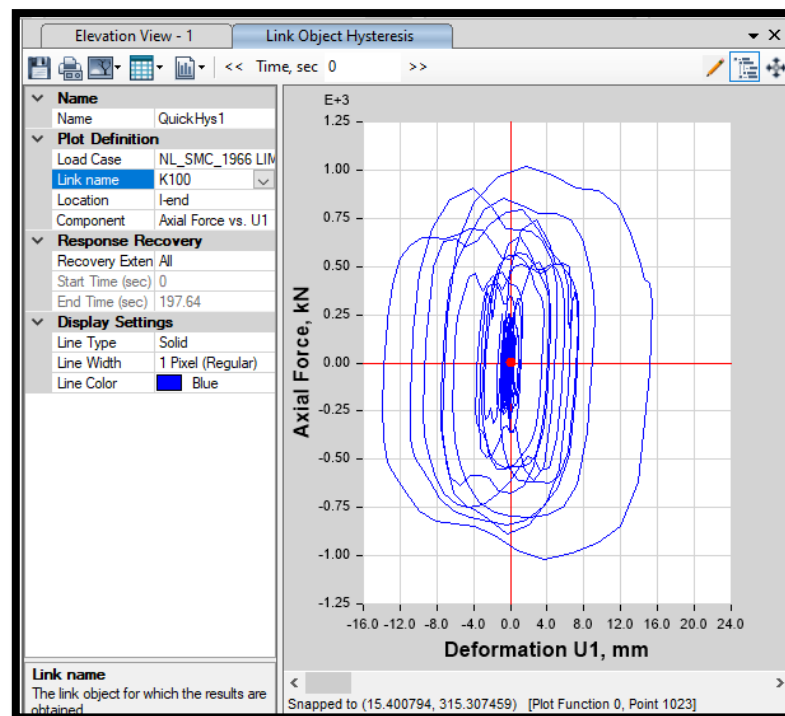 Elevation View - 1
Link Object Hysteresis
<< Time, sec 0 >>
Name
Name QuickHys1
Plot Definition
Load Case NL_SMC_1966 LIM
Link name K100
Location I-end
Component Axial Force vs. U1
Response Recovery
Recovery Exten All
Start Time (sec) 0
End Time (sec) 197.64
Display Settings
Line Type Solid
Line Width 1 Pixel (Regular)
Line Color Blue
Link name
The link object for which the results are
obtained
E+3
1.25
1.00
0.75
0.50
0.25
0.00
-0.25
-0.50
-0.75
-1.00
-1.25
Axial Force, kN
-16.0 -12.0 -8.0 -4.0 0.0 4.0 8.0 12.0 16.0 20.0 24.0
Deformation U1, mm
Snapped to (15.400794, 315.307459) [Plot Function 0, Point 1023]